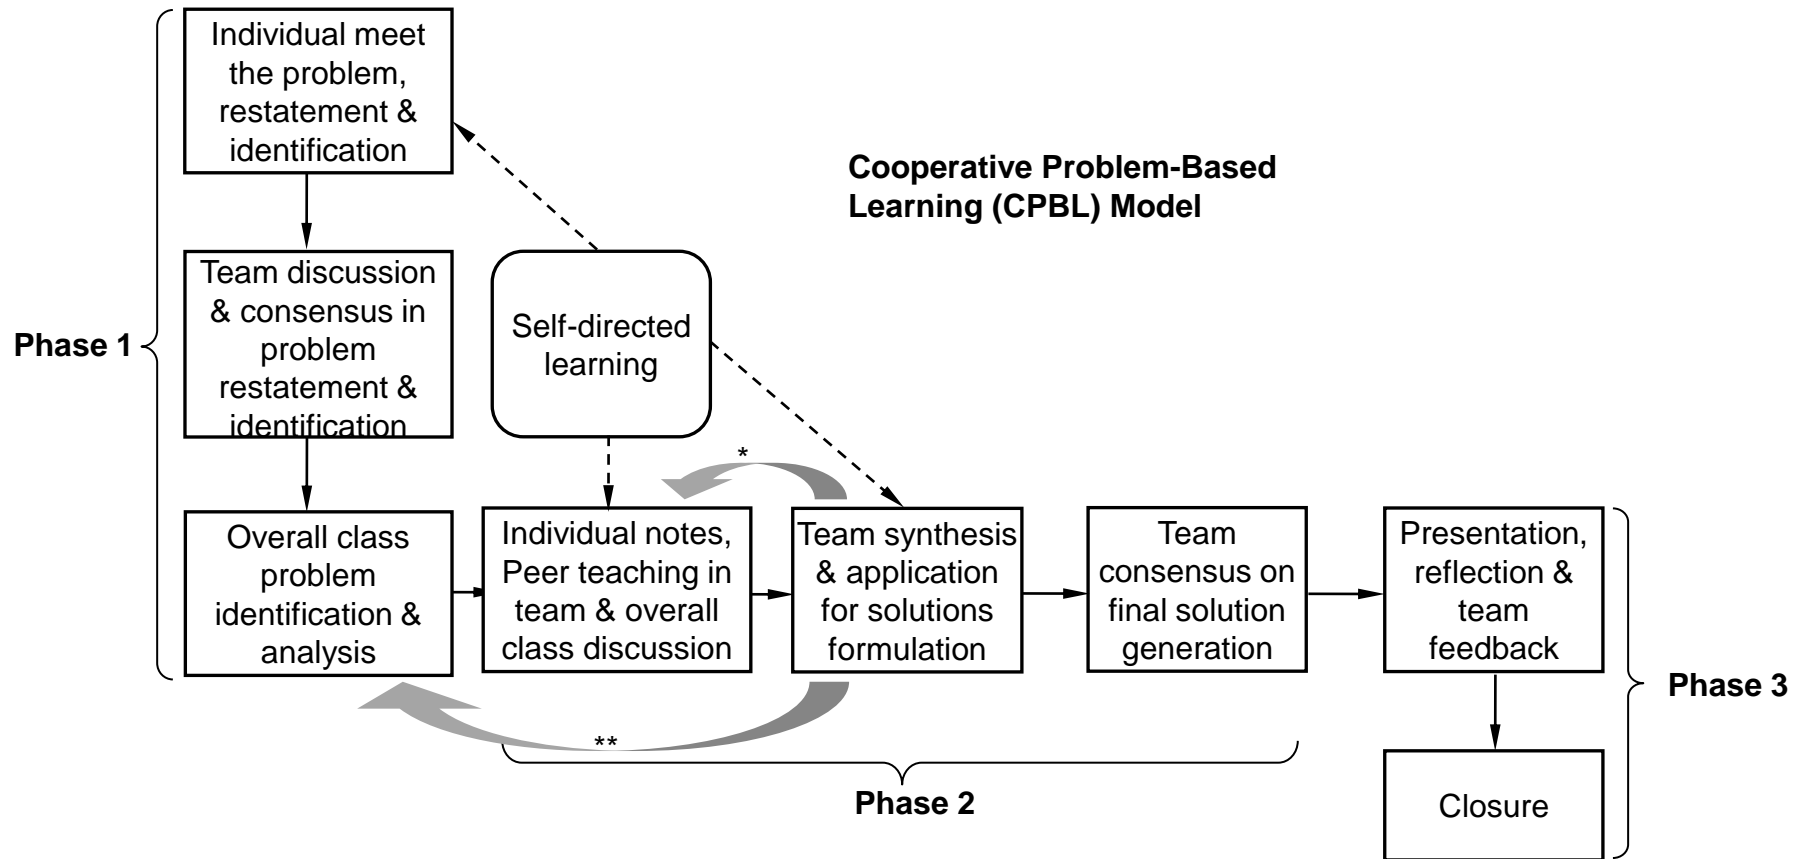 Individual meet
the problem,
restatement &
identification
Cooperative Problem-Based
Learning (CPBL) Model
Team discussion
& consensus in
problem
restatement &
identification
Self-directed
learning
Phase 1
*
Overall class
problem
identification &
analysis
Individual notes,
Peer teaching in
team & overall
class discussion
Team synthesis
& application
for solutions
formulation
Team
consensus on
final solution
generation
Presentation,
reflection &
team
feedback
Phase 3
**
Phase 2
Closure